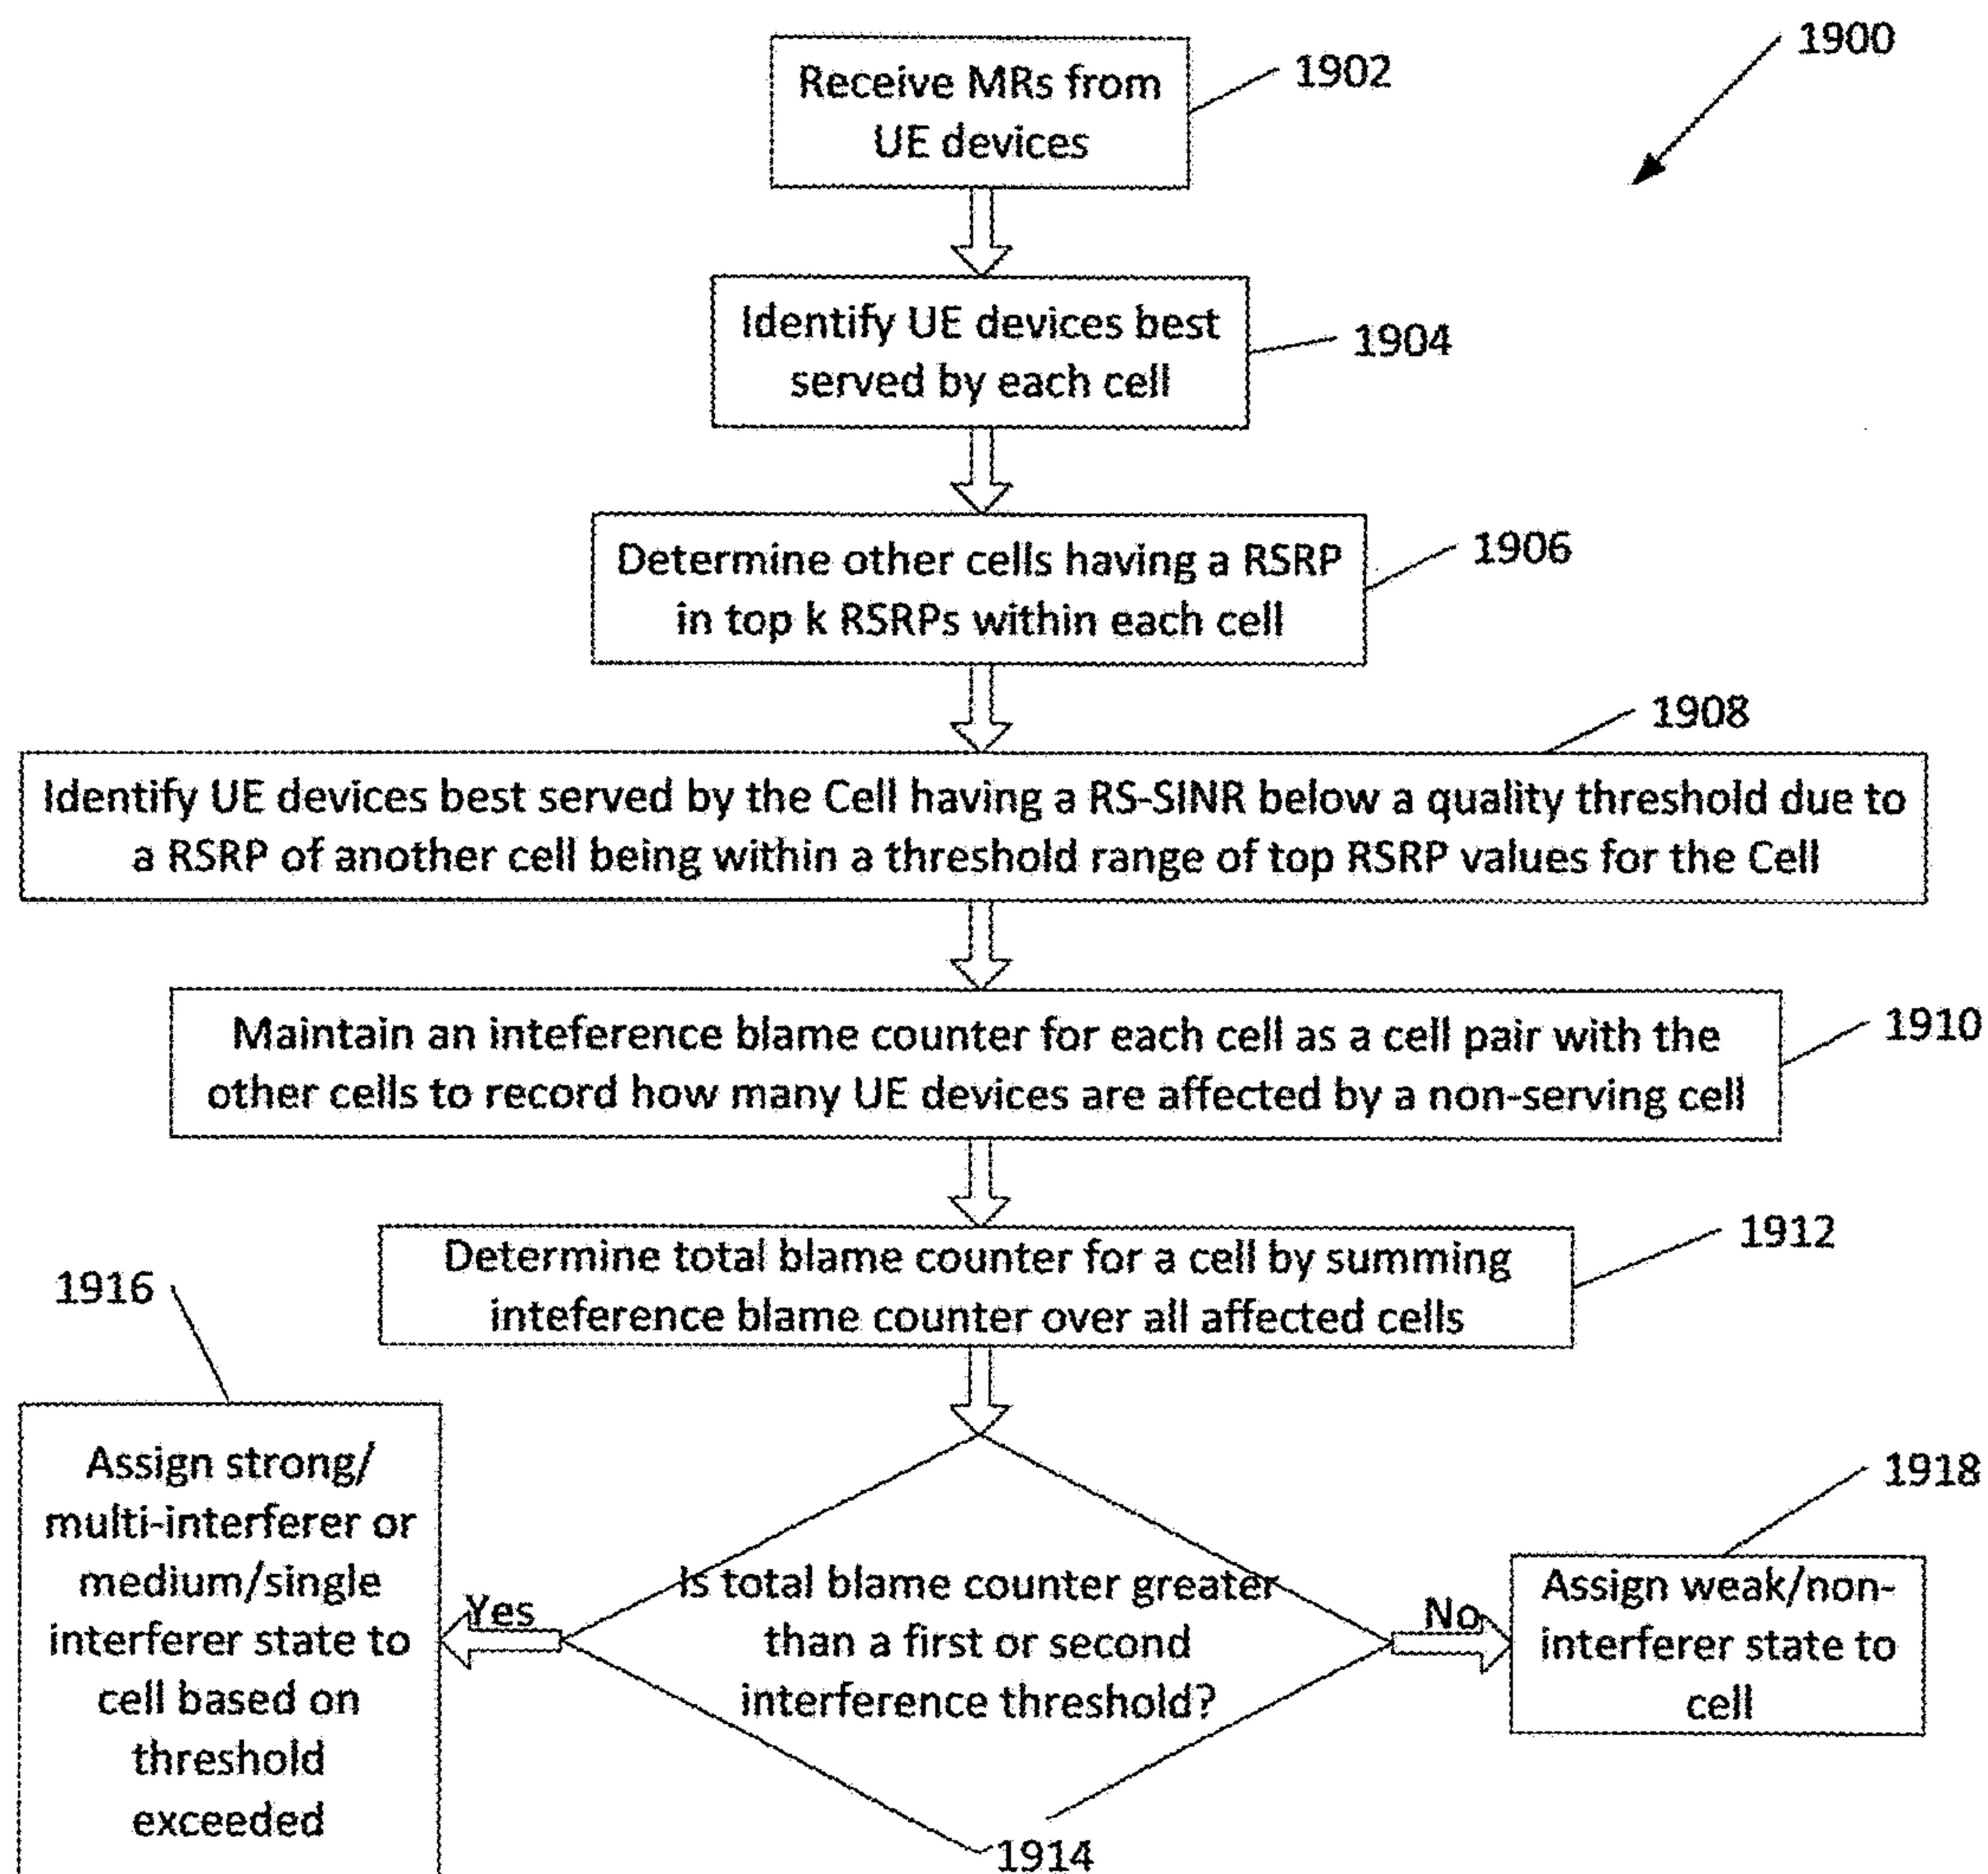 1900
Receive MRs from
UE devices
1902
Identify UE devices best
served by each cell
1904
Determine other cells having a RSRP
in top k RSRPs within each cell
1906
1908
Identify UE devices best served by the Cell having a RS-SINR below a quality threshold due to
a RSRP of another cell being within a threshold range of top RSRP values for the Cell
Maintain an inteference blame counter for each cell as a cell pair with the
other cells to record how many UE devices are affected by a non-serving cell
1910
Determine total blame counter for a cell by summing
inteference blame counter over all affected cells
1912
1916
Assign strong/
multi-interferer or
medium/single
interferer state to
cell based on
threshold
exceeded
Yes
Is total blame counter greater
than a first or second
interference threshold?
1914
No
1918
Assign weak/non-
interferer state to
cell